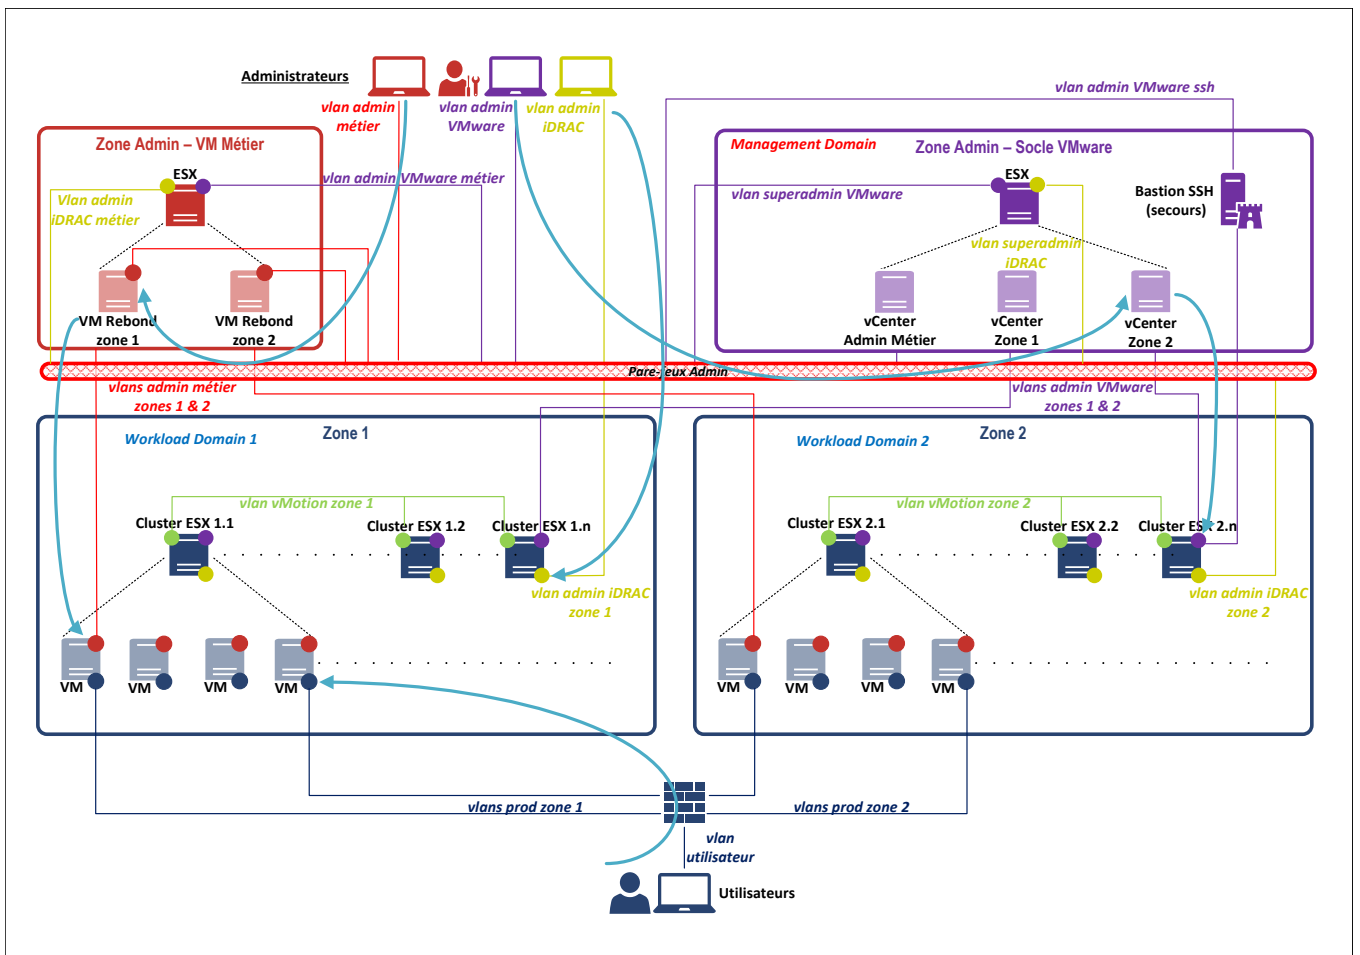 Administrateurs
vlan admin
métier
vlan admin
VMware
vlan admin
iDRAC
vlan admin VMware ssh
Zone Admin – VM Métier
ESX
vlan admin VMware métier
Vlan admin
iDRAC métier
VM Rebond
zone 1
VM Rebond
zone 2
Management Domain
Zone Admin – Socle VMware
ESX
vlan superadmin VMware
Bastion SSH
(secours)
vlan superadmin
iDRAC
vCenter
Admin Métier
vCenter
Zone 1
vCenter
Zone 2
Pare-feux Admin
vlans admin métier
zones 1 & 2
vlans admin VMware
zones 1 & 2
Workload Domain 1
Zone 1
vlan vMotion zone 1
Cluster ESX 1.1
Cluster ESX 1.2
Cluster ESX 1.n
vlan admin iDRAC
zone 1
VM
VM
VM
VM
Workload Domain 2
Zone 2
vlan vMotion zone 2
Cluster ESX 2.1
Cluster ESX 2.2
Cluster ESX 2.n
vlan admin iDRAC
zone 2
VM
VM
VM
VM
vlans prod zone 1
vlans prod zone 2
vlan
utilisateur
Utilisateurs